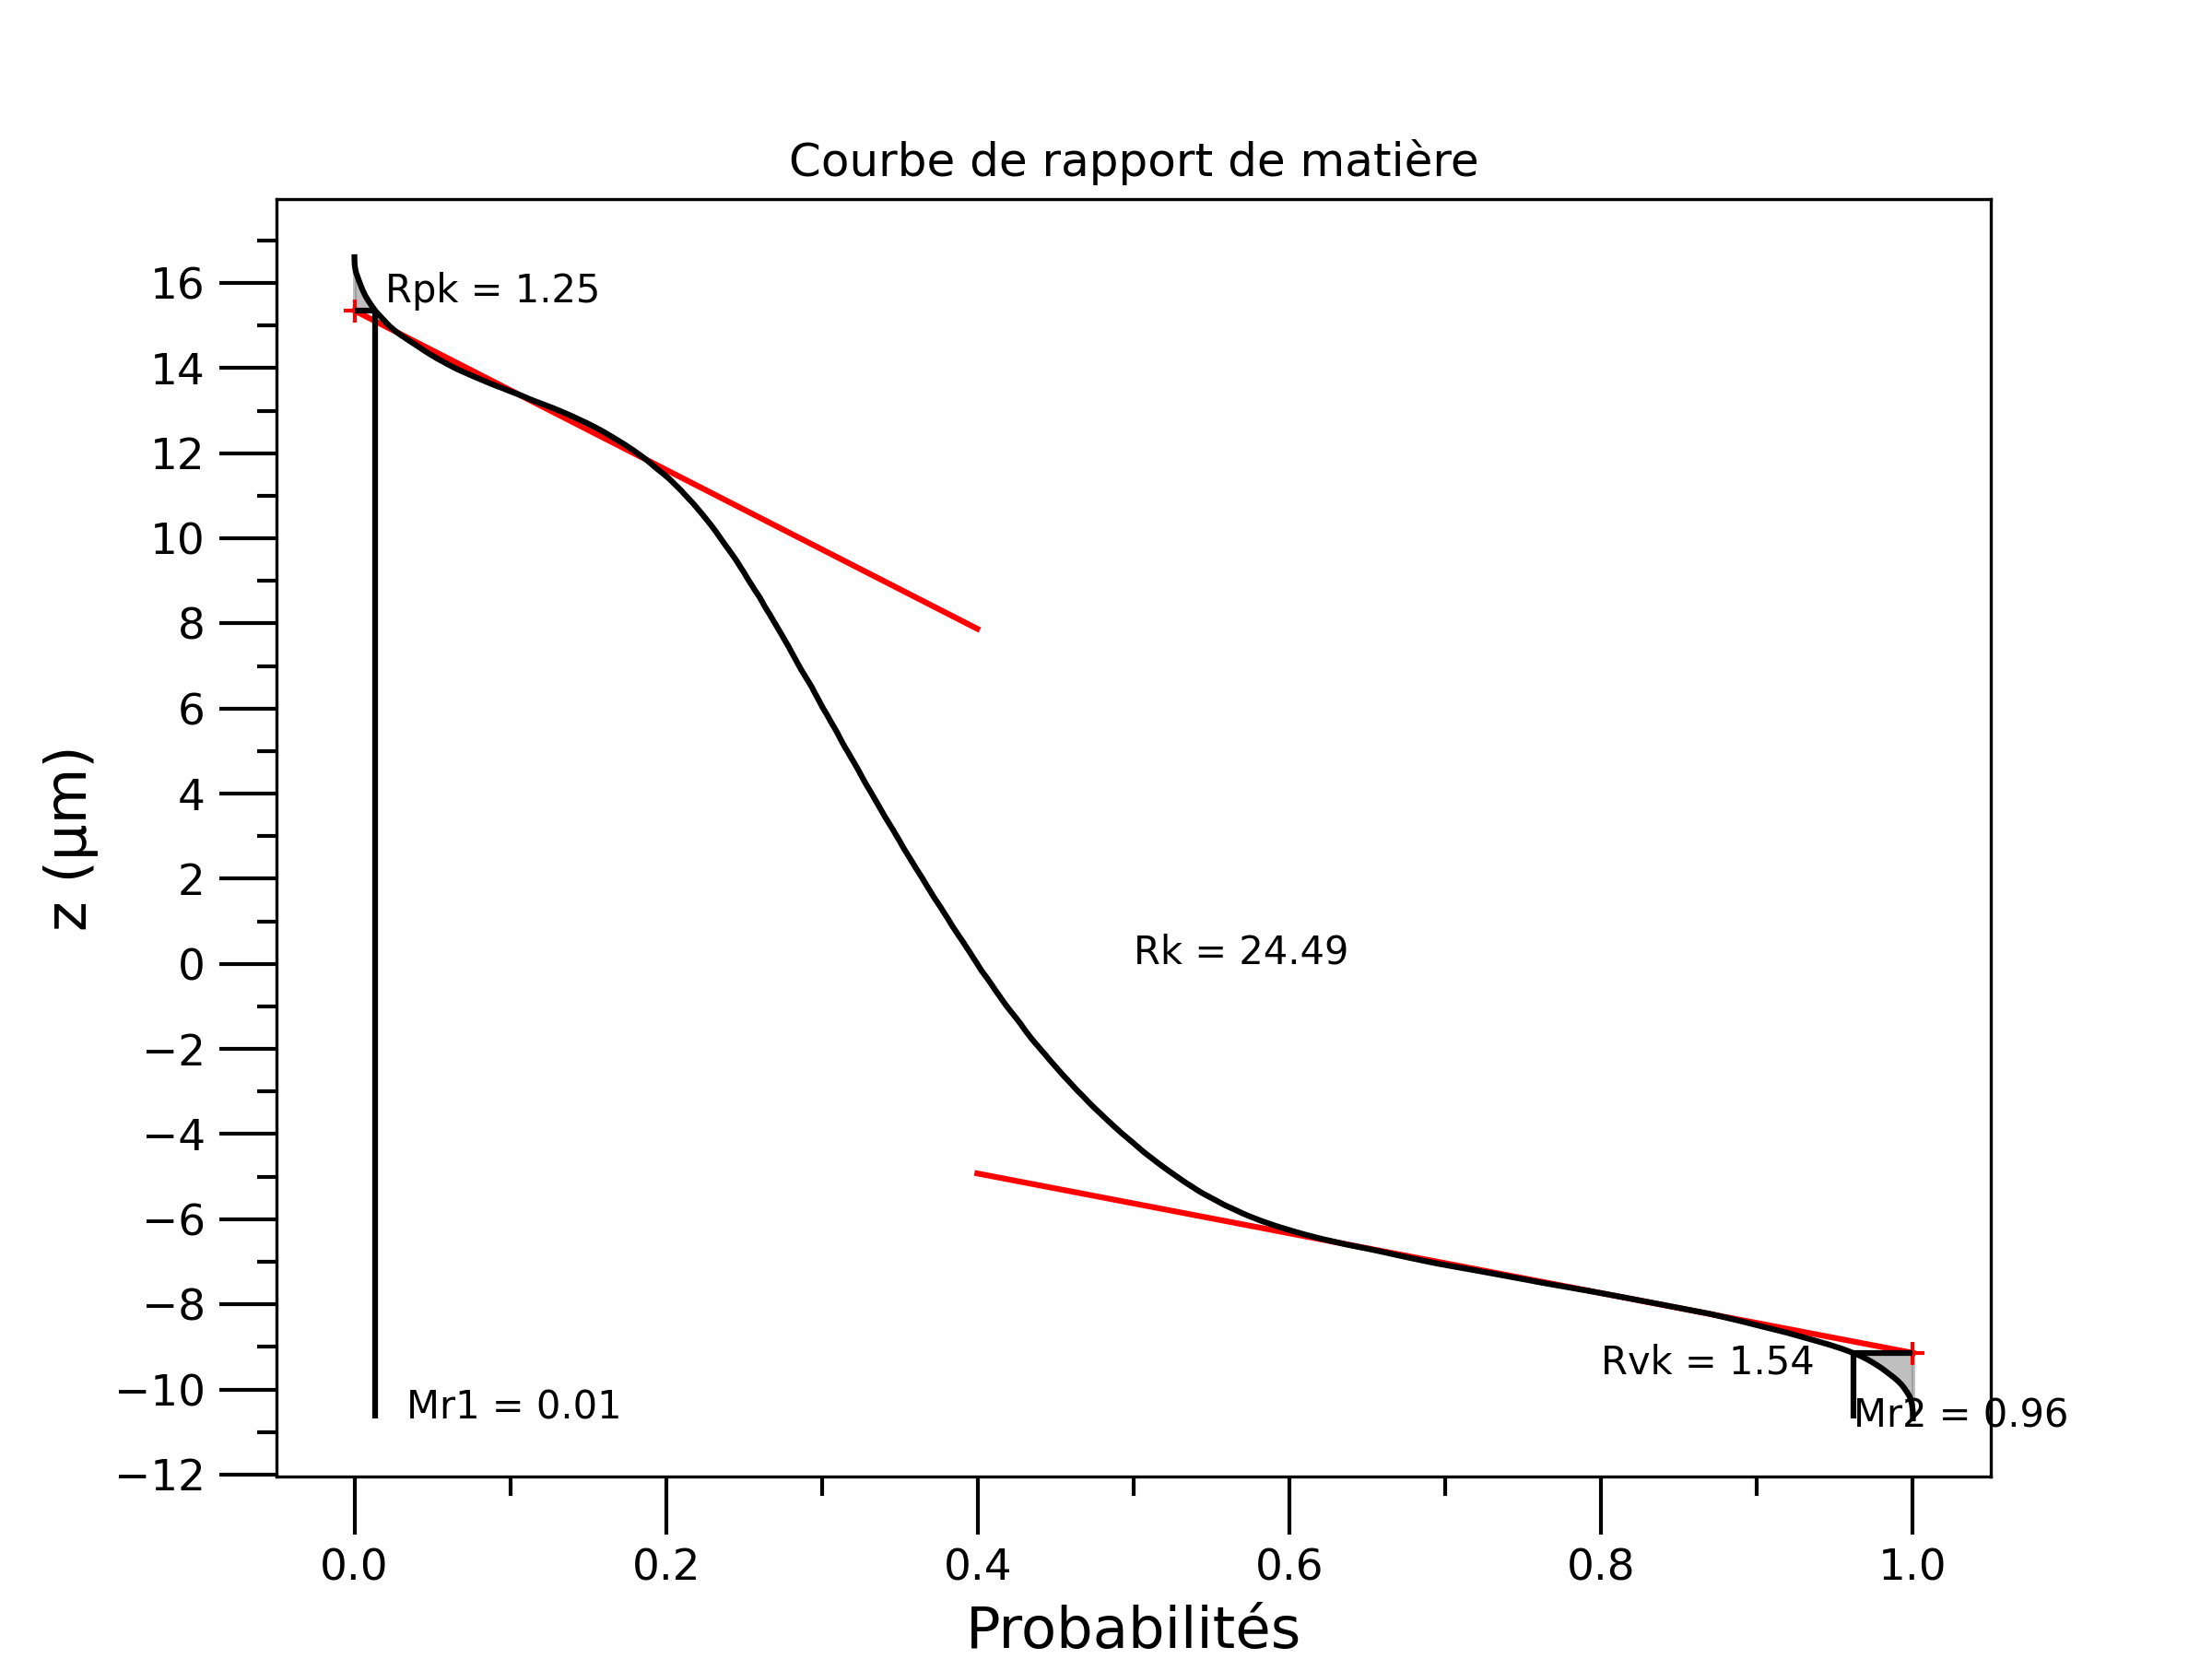 Courbe de rapport de matière
16
14
12
10
8
6
4
2
0
−2
−4
−6
−8
−10
−12
z (µm)
Rpk = 1.25
Rk = 24.49
Rvk = 1.54
Mr1 = 0.01
Mr2 = 0.96
0.0 0.2 0.4 0.6 0.8 1.0
Probabilités